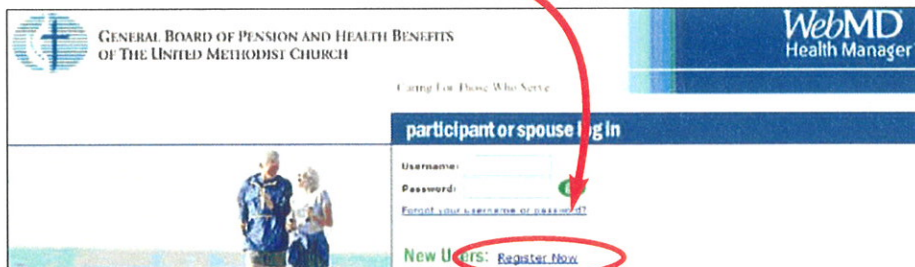 GENERAL BOARD OF PENSION AND HEALTH BENEFITS
OF THE UNITED METHODIST CHURCH
WebMD
Health Manager
Caring For Those Who Serve
participant or spouse log in
Username:
Password:
Forgot your username or password?
New Users: Register Now